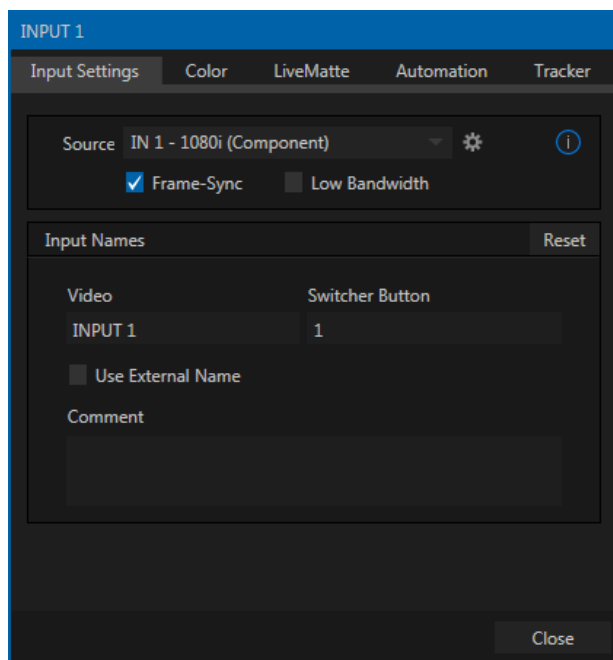 INPUT 1
Input Settings Color LiveMatte Automation Tracker
Source IN 1 - 1080i (Component)
Frame-Sync Low Bandwidth
Input Names Reset
Video Switcher Button
INPUT 1 1
Use External Name
Comment
Close